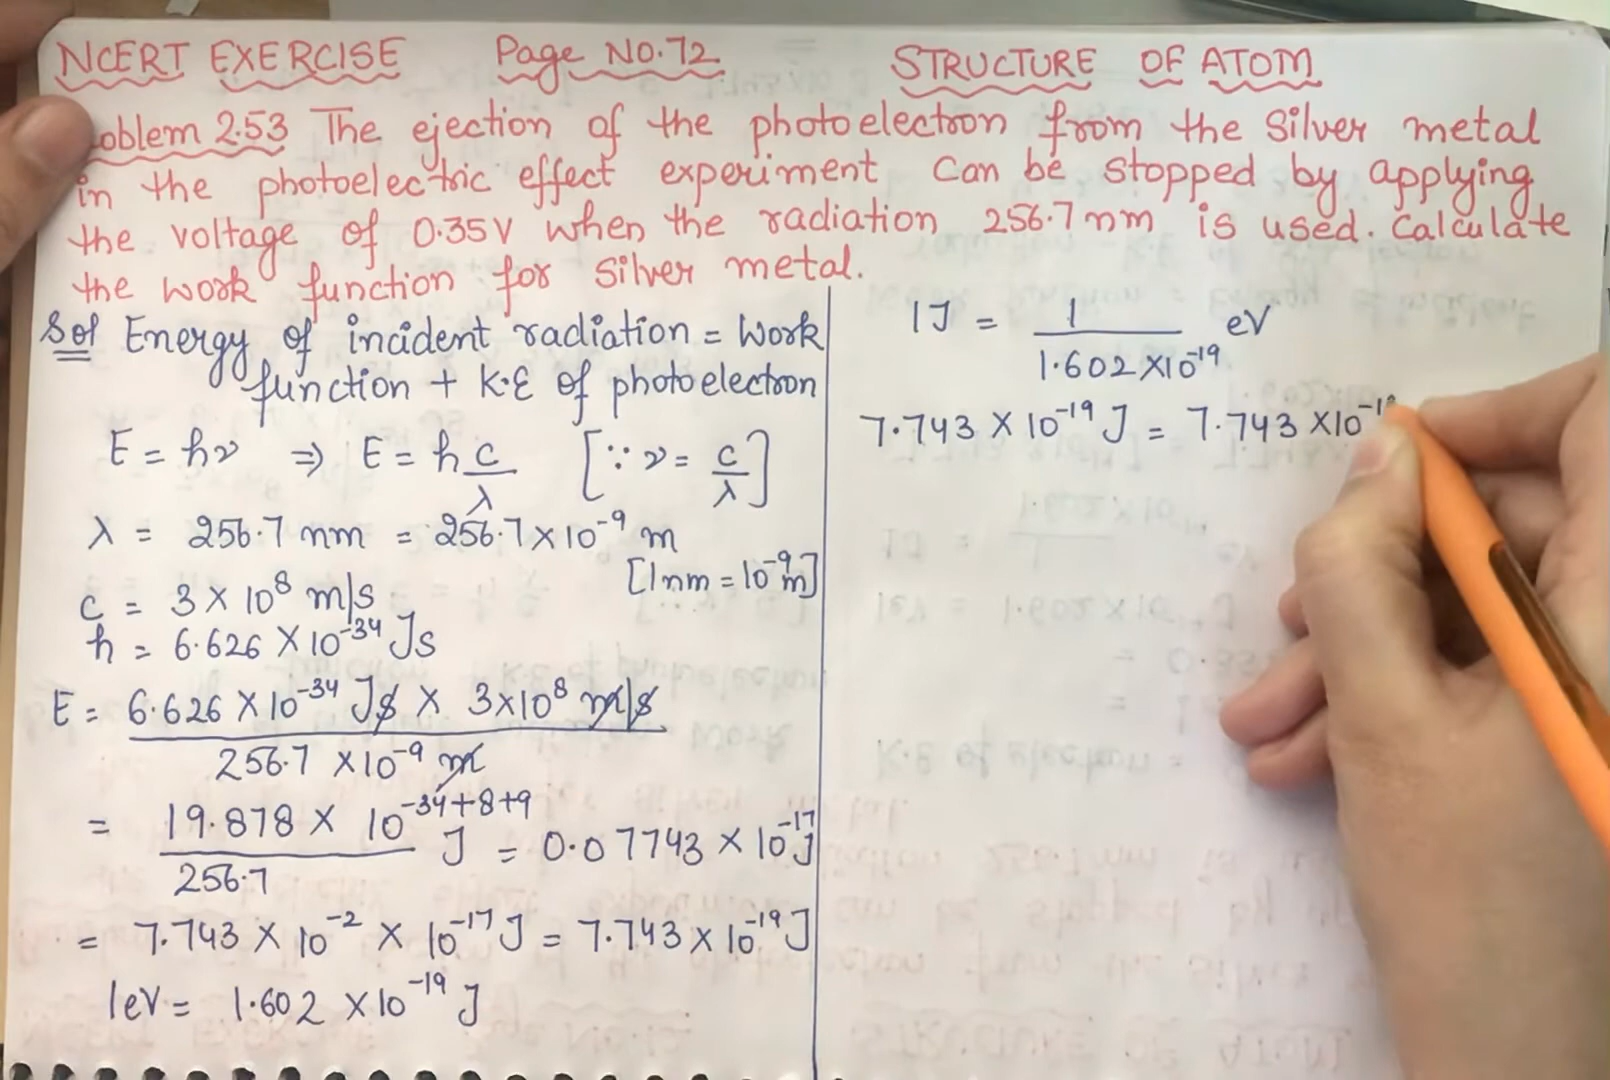 NCERT EXERCISE Page NO.72 STRUCTURE OF ATOM
oblem 2.53 The ejection of the photoelectron from the silver metal
in the photoelectric effect experiment can be stopped by applying
the voltage of 0.35V when the radiation 256.7 nm is used. Calculate
the work function for silver metal.
Sol Energy of incident radiation = Work
function + K.E of photoelectron
E = hν ⇒ E = h c/λ [∵ ν = c/λ]
λ = 256.7 nm = 256.7 × 10⁻⁹ m
[1nm = 10⁻⁹ m]
c = 3 × 10⁸ m/s
h = 6.626 × 10⁻³⁴ Js
E = 6.626 × 10⁻³⁴ Js × 3×10⁸ m/s
256.7 × 10⁻⁹ m
= 19.878 × 10⁻³⁴⁺⁸⁺⁹ J = 0.07743 × 10⁻¹⁷ J
256.7
= 7.743 × 10⁻² × 10⁻¹⁷ J = 7.743 × 10⁻¹⁹ J
1eV = 1.602 × 10⁻¹⁹ J
1J = 1 eV
1.602 ×10⁻¹⁹
7.743 × 10⁻¹⁹ J = 7.743 ×10